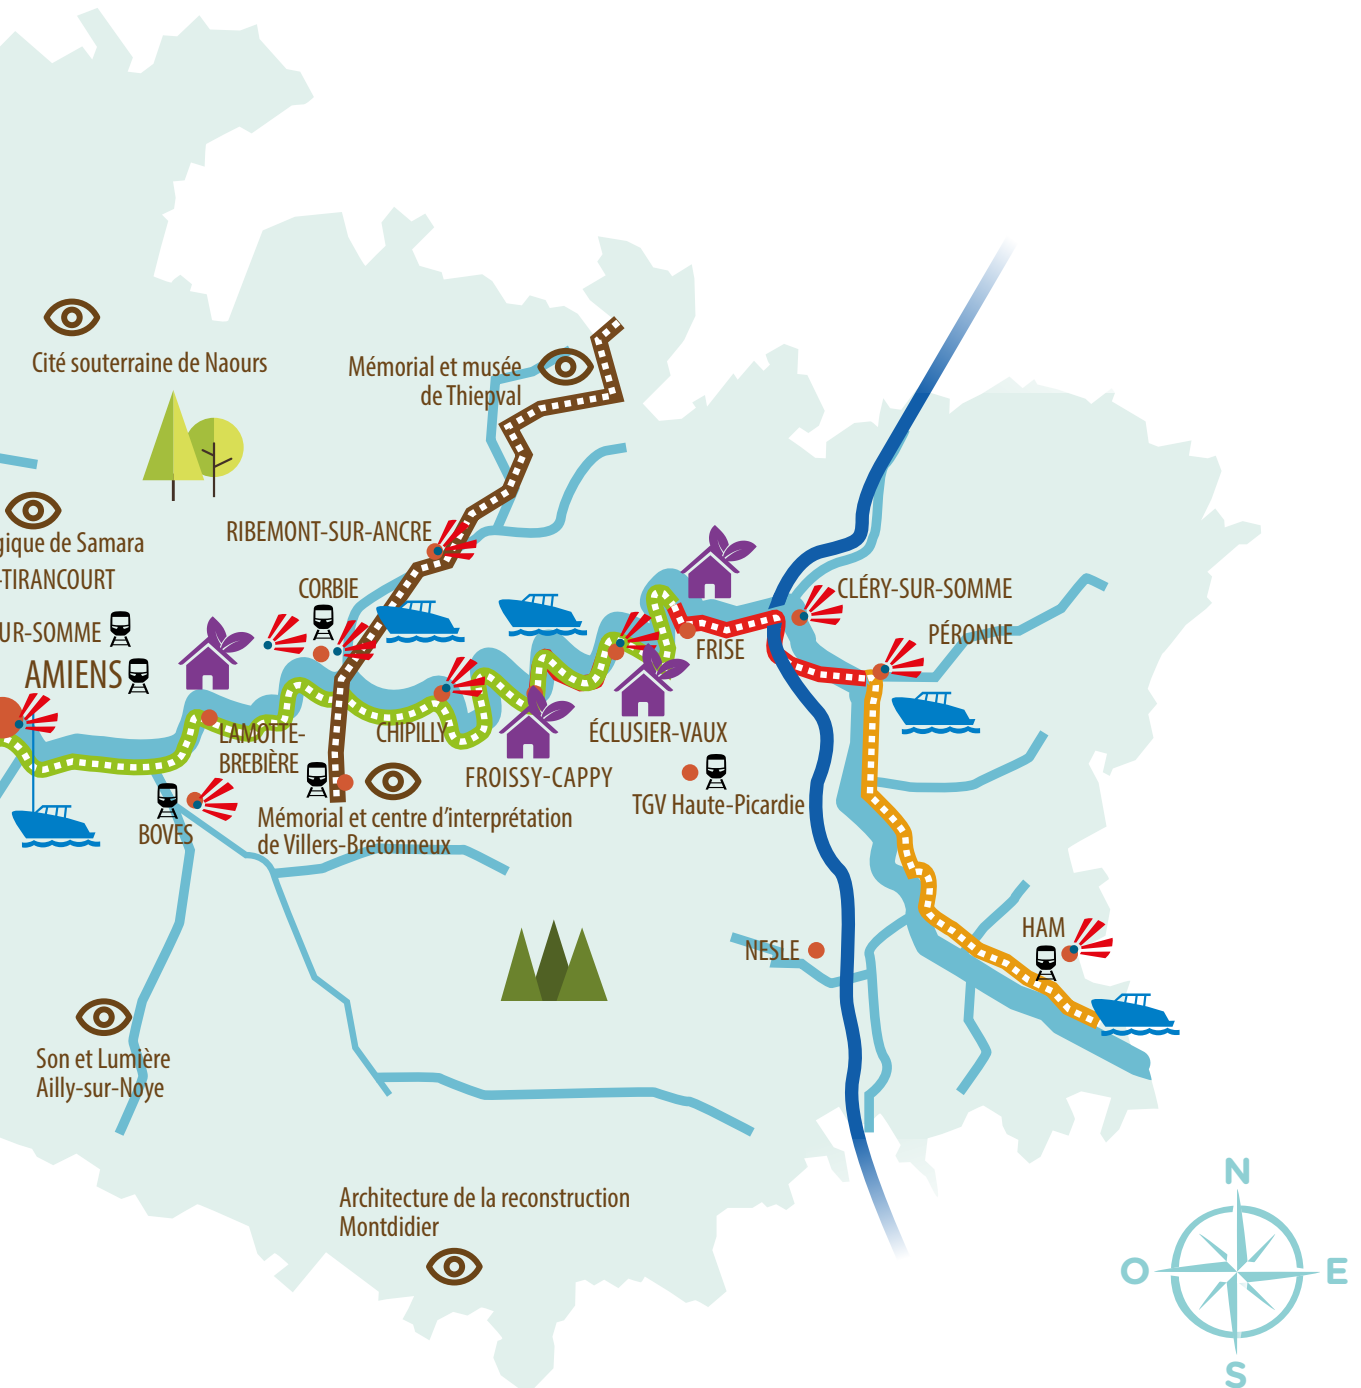 Cité souterraine de Naours
Mémorial et musée
de Thiepval
RIBEMONT-SUR-ANCRE
gique de Samara
-TIRANCOURT
CORBIE
CLÉRY-SUR-SOMME
UR-SOMME
PÉRONNE
AMIENS
FRISE
LAMOTTE-
BREBIÈRE
CHIPILLY
ÉCLUSIER-VAUX
FROISSY-CAPPY
TGV Haute-Picardie
BOVES
Mémorial et centre d'interprétation
de Villers-Bretonneux
HAM
NESLE
Son et Lumière
Ailly-sur-Noye
Architecture de la reconstruction
Montdidier
N
O
E
S